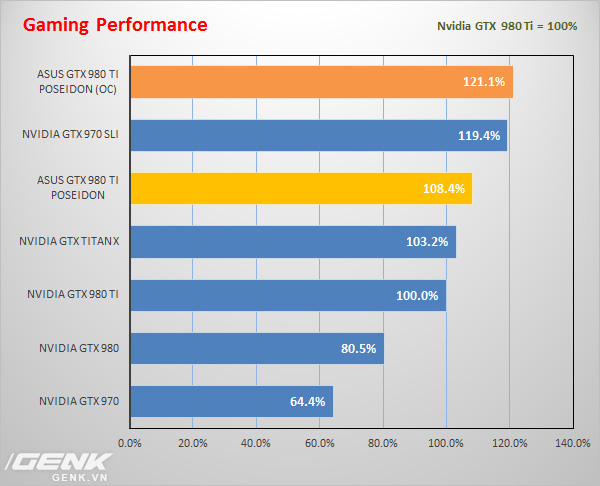 Gaming Performance
Nvidia GTX 980 Ti = 100%
ASUS GTX 980 TI
POSEIDON (OC)
121.1%
NVIDIA GTX 970 SLI
119.4%
ASUS GTX 980 TI
POSEIDON
108.4%
NVIDIA GTX TITAN X
103.2%
NVIDIA GTX 980 TI
100.0%
NVIDIA GTX 980
80.5%
NVIDIA GTX 970
64.4%
0.0% 20.0% 40.0% 60.0% 80.0% 100.0% 120.0% 140.0%
GENK
GENK.VN